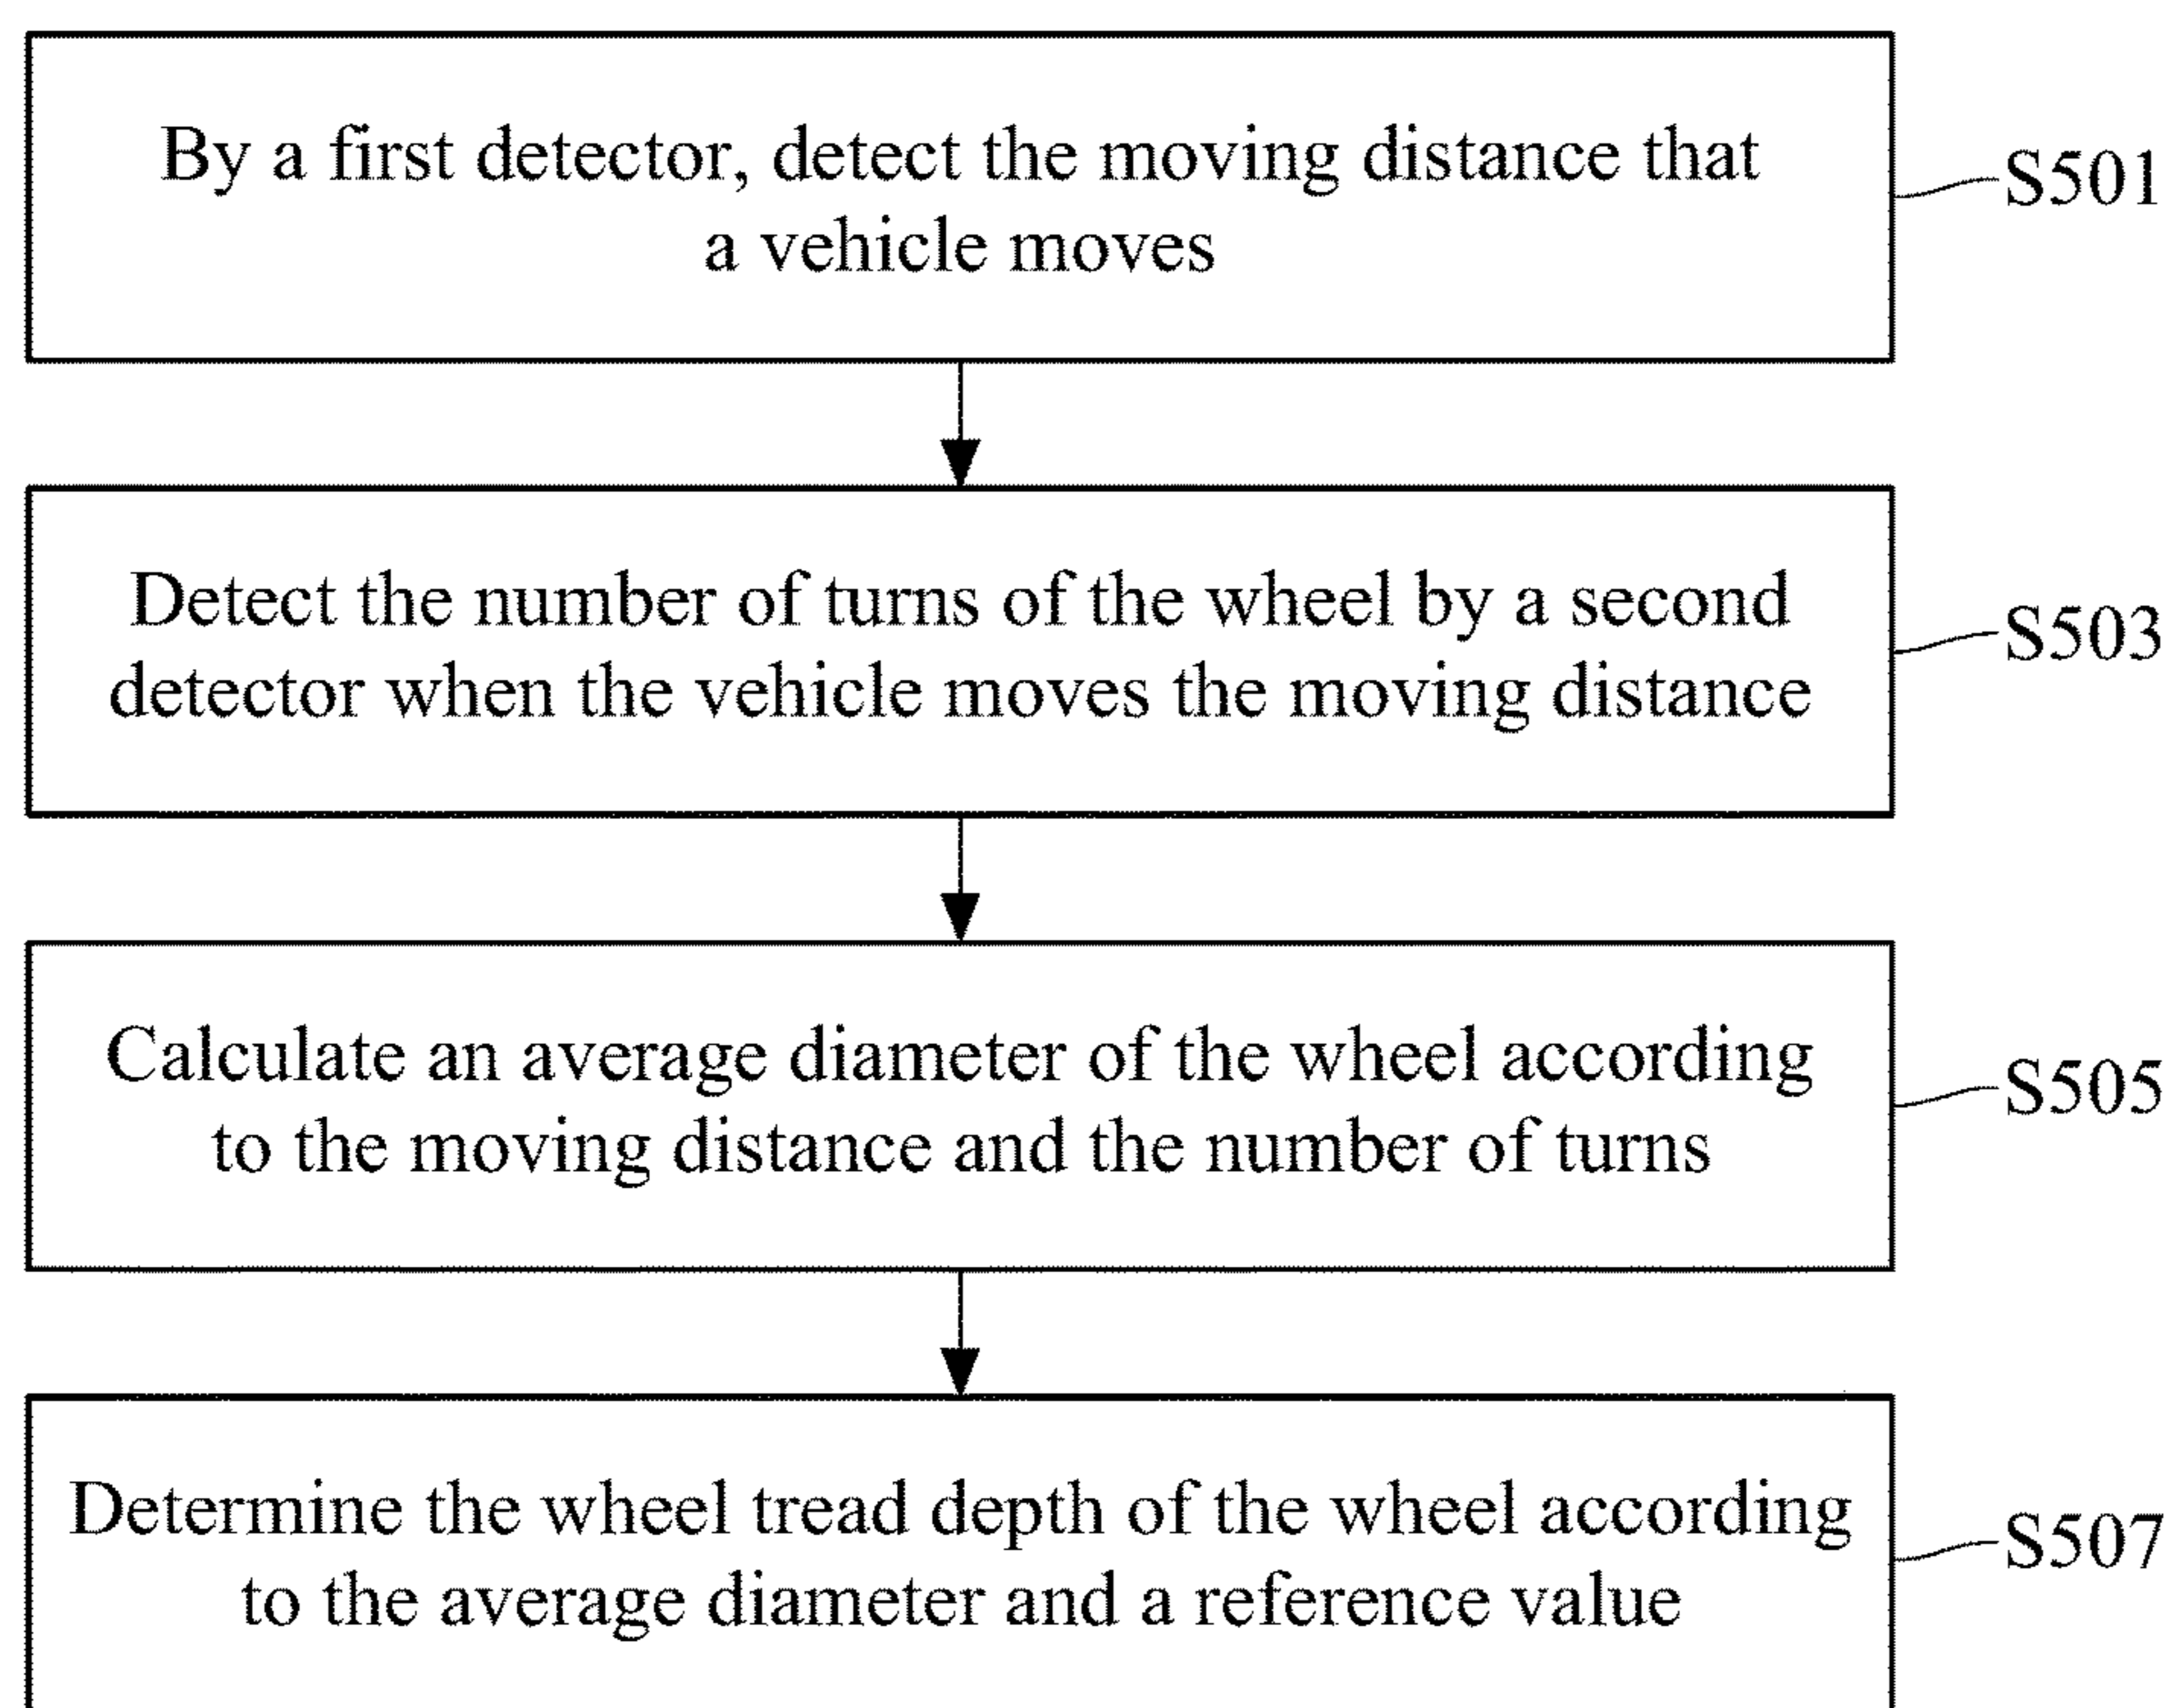 By a first detector, detect the moving distance that
a vehicle moves
S501
Detect the number of turns of the wheel by a second
detector when the vehicle moves the moving distance
S503
Calculate an average diameter of the wheel according
to the moving distance and the number of turns
S505
Determine the wheel tread depth of the wheel according
to the average diameter and a reference value
S507